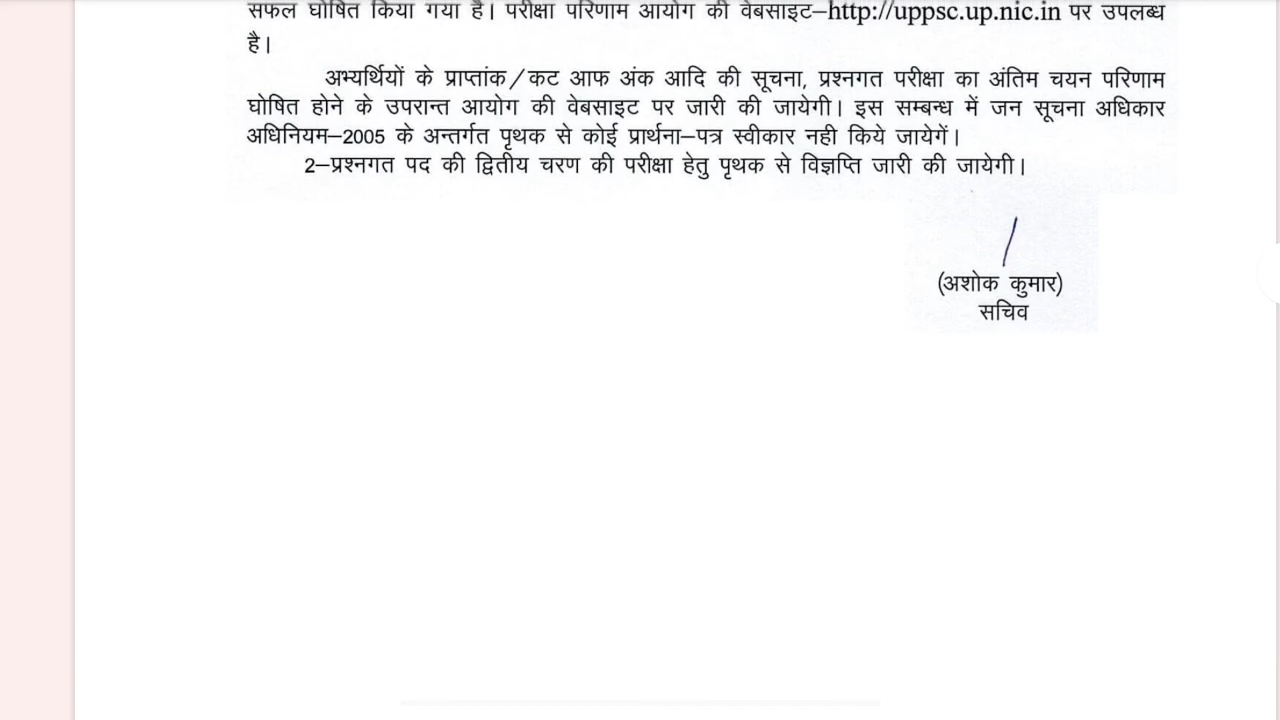 सफल घोषित किया गया है। परीक्षा परिणाम आयोग की वेबसाइट–http://uppsc.up.nic.in पर उपलब्ध
है।
अभ्यर्थियों के प्राप्तांक/कट आफ अंक आदि की सूचना, प्रश्नगत परीक्षा का अंतिम चयन परिणाम
घोषित होने के उपरान्त आयोग की वेबसाइट पर जारी की जायेगी। इस सम्बन्ध में जन सूचना अधिकार
अधिनियम–2005 के अन्तर्गत पृथक से कोई प्रार्थना–पत्र स्वीकार नही किये जायेगें।
2–प्रश्नगत पद की द्वितीय चरण की परीक्षा हेतु पृथक से विज्ञप्ति जारी की जायेगी।
(अशोक कुमार)
सचिव